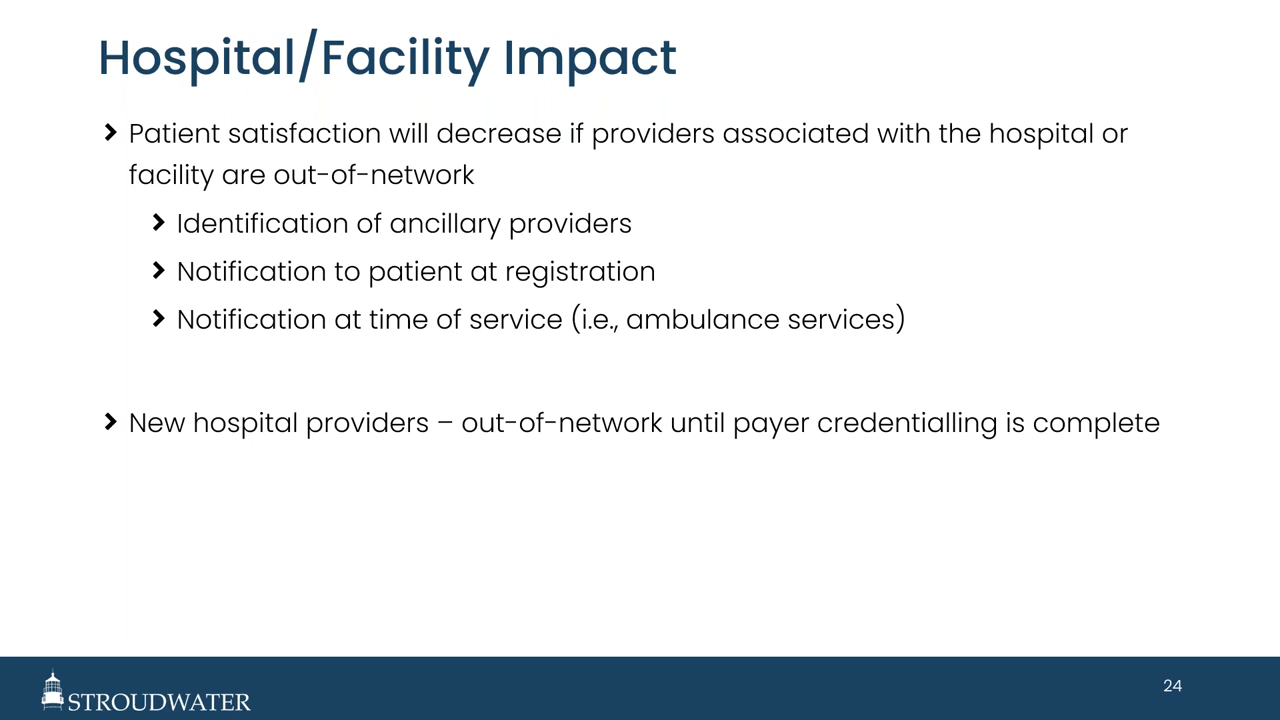 Hospital/Facility Impact
Patient satisfaction will decrease if providers associated with the hospital or
facility are out-of-network
Identification of ancillary providers
Notification to patient at registration
Notification at time of service (i.e., ambulance services)
New hospital providers – out-of-network until payer credentialling is complete
STROUDWATER
24